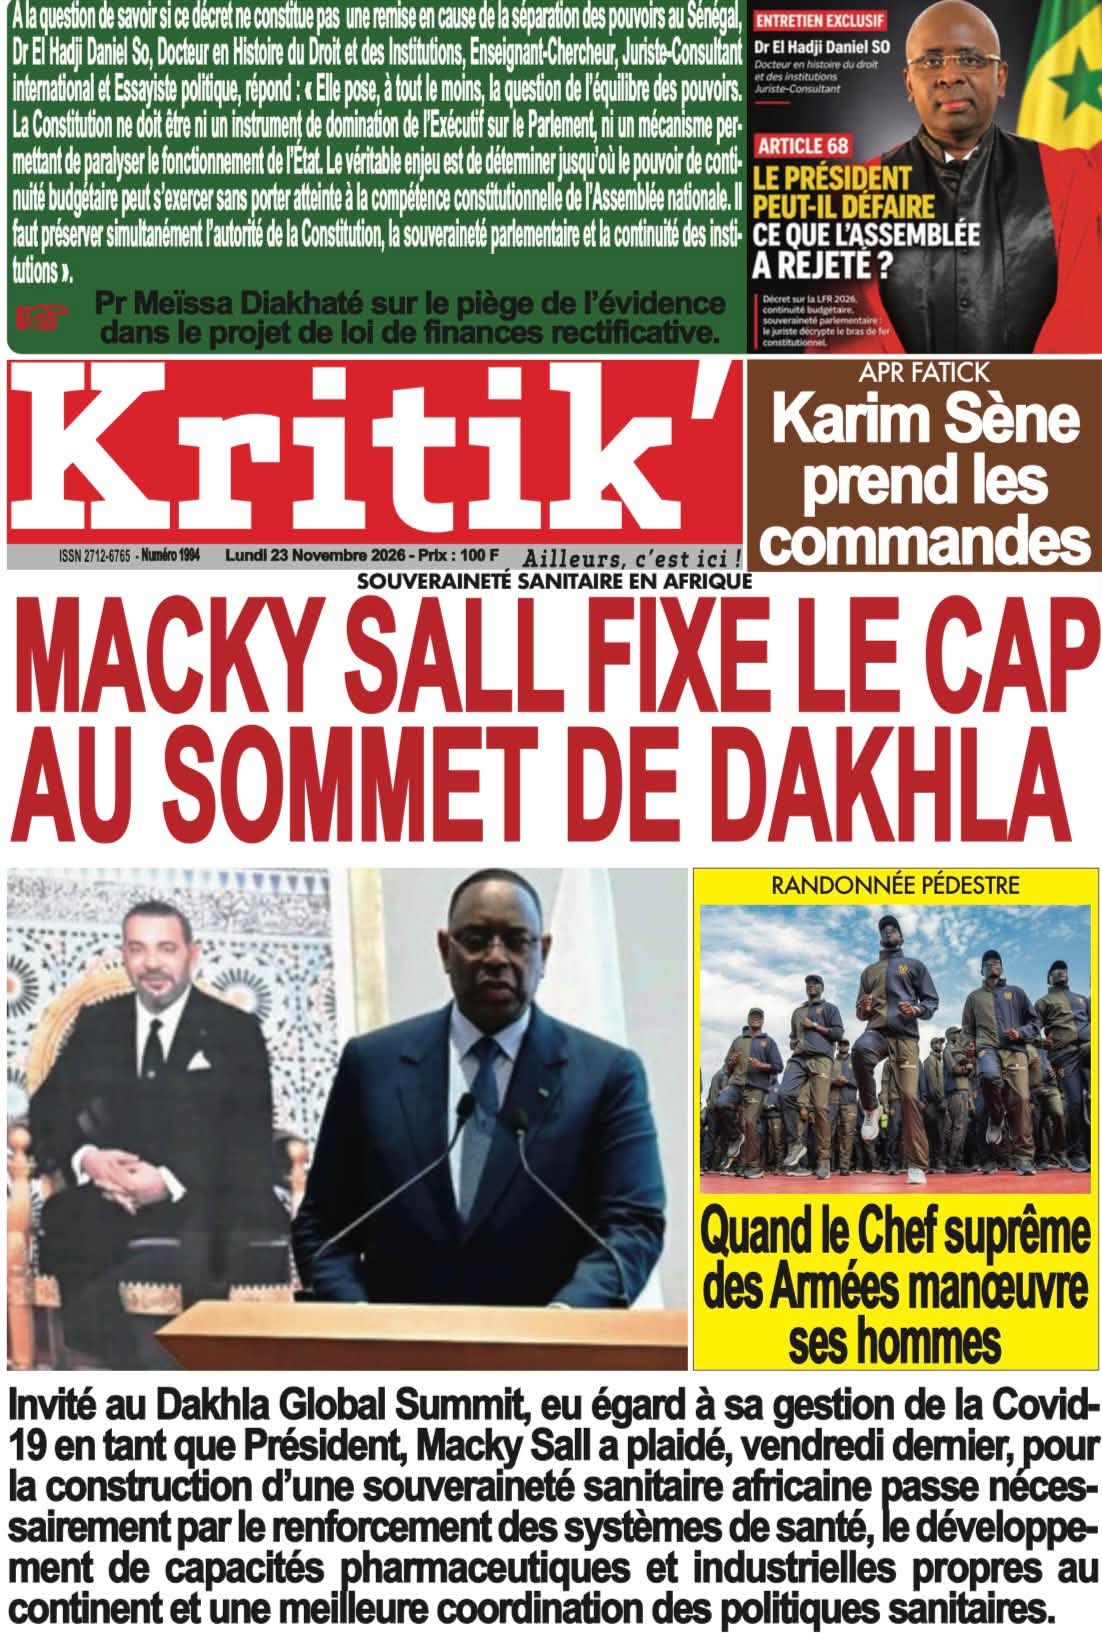 A la question de savoir si ce décret ne constitue pas une remise en cause de la séparation des pouvoirs au Sénégal,
Dr El Hadji Daniel So, Docteur en Histoire du Droit et des Institutions, Enseignant-Chercheur, Juriste-Consultant
international et Essayiste politique, répond : « Elle pose, à tout le moins, la question de l'équilibre des pouvoirs.
La Constitution ne doit être ni un instrument de domination de l'Exécutif sur le Parlement, ni un mécanisme per-
mettant de paralyser le fonctionnement de l'État. Le véritable enjeu est de déterminer jusqu'où le pouvoir de conti-
nuité budgétaire peut s'exercer sans porter atteinte à la compétence constitutionnelle de l'Assemblée nationale. Il
faut préserver simultanément l'autorité de la Constitution, la souveraineté parlementaire et la continuité des insti-
tutions ».
Pr Meïssa Diakhaté sur le piège de l'évidence
dans le projet de loi de finances rectificative.
ENTRETIEN EXCLUSIF
Dr El Hadji Daniel SO
Docteur en histoire du droit
et des institutions
Juriste-Consultant
ARTICLE 68
LE PRÉSIDENT
PEUT-IL DÉFAIRE
CE QUE L'ASSEMBLÉE
A REJETÉ ?
Décret sur la LFR 2026,
continuité budgétaire,
souveraineté parlementaire :
le juriste décrypte le bras de fer
constitutionnel.
Kritik'
ISSN 2712-6765 - Numéro 1994 Lundi 23 Novembre 2026 - Prix : 100 F Ailleurs, c'est ici !
APR FATICK
Karim Sène
prend les
commandes
SOUVERAINETÉ SANITAIRE EN AFRIQUE
MACKY SALL FIXE LE CAP
AU SOMMET DE DAKHLA
RANDONNÉE PÉDESTRE
Quand le Chef suprême
des Armées manœuvre
ses hommes
Invité au Dakhla Global Summit, eu égard à sa gestion de la Covid-
19 en tant que Président, Macky Sall a plaidé, vendredi dernier, pour
la construction d'une souveraineté sanitaire africaine passe néces-
sairement par le renforcement des systèmes de santé, le développe-
ment de capacités pharmaceutiques et industrielles propres au
continent et une meilleure coordination des politiques sanitaires.